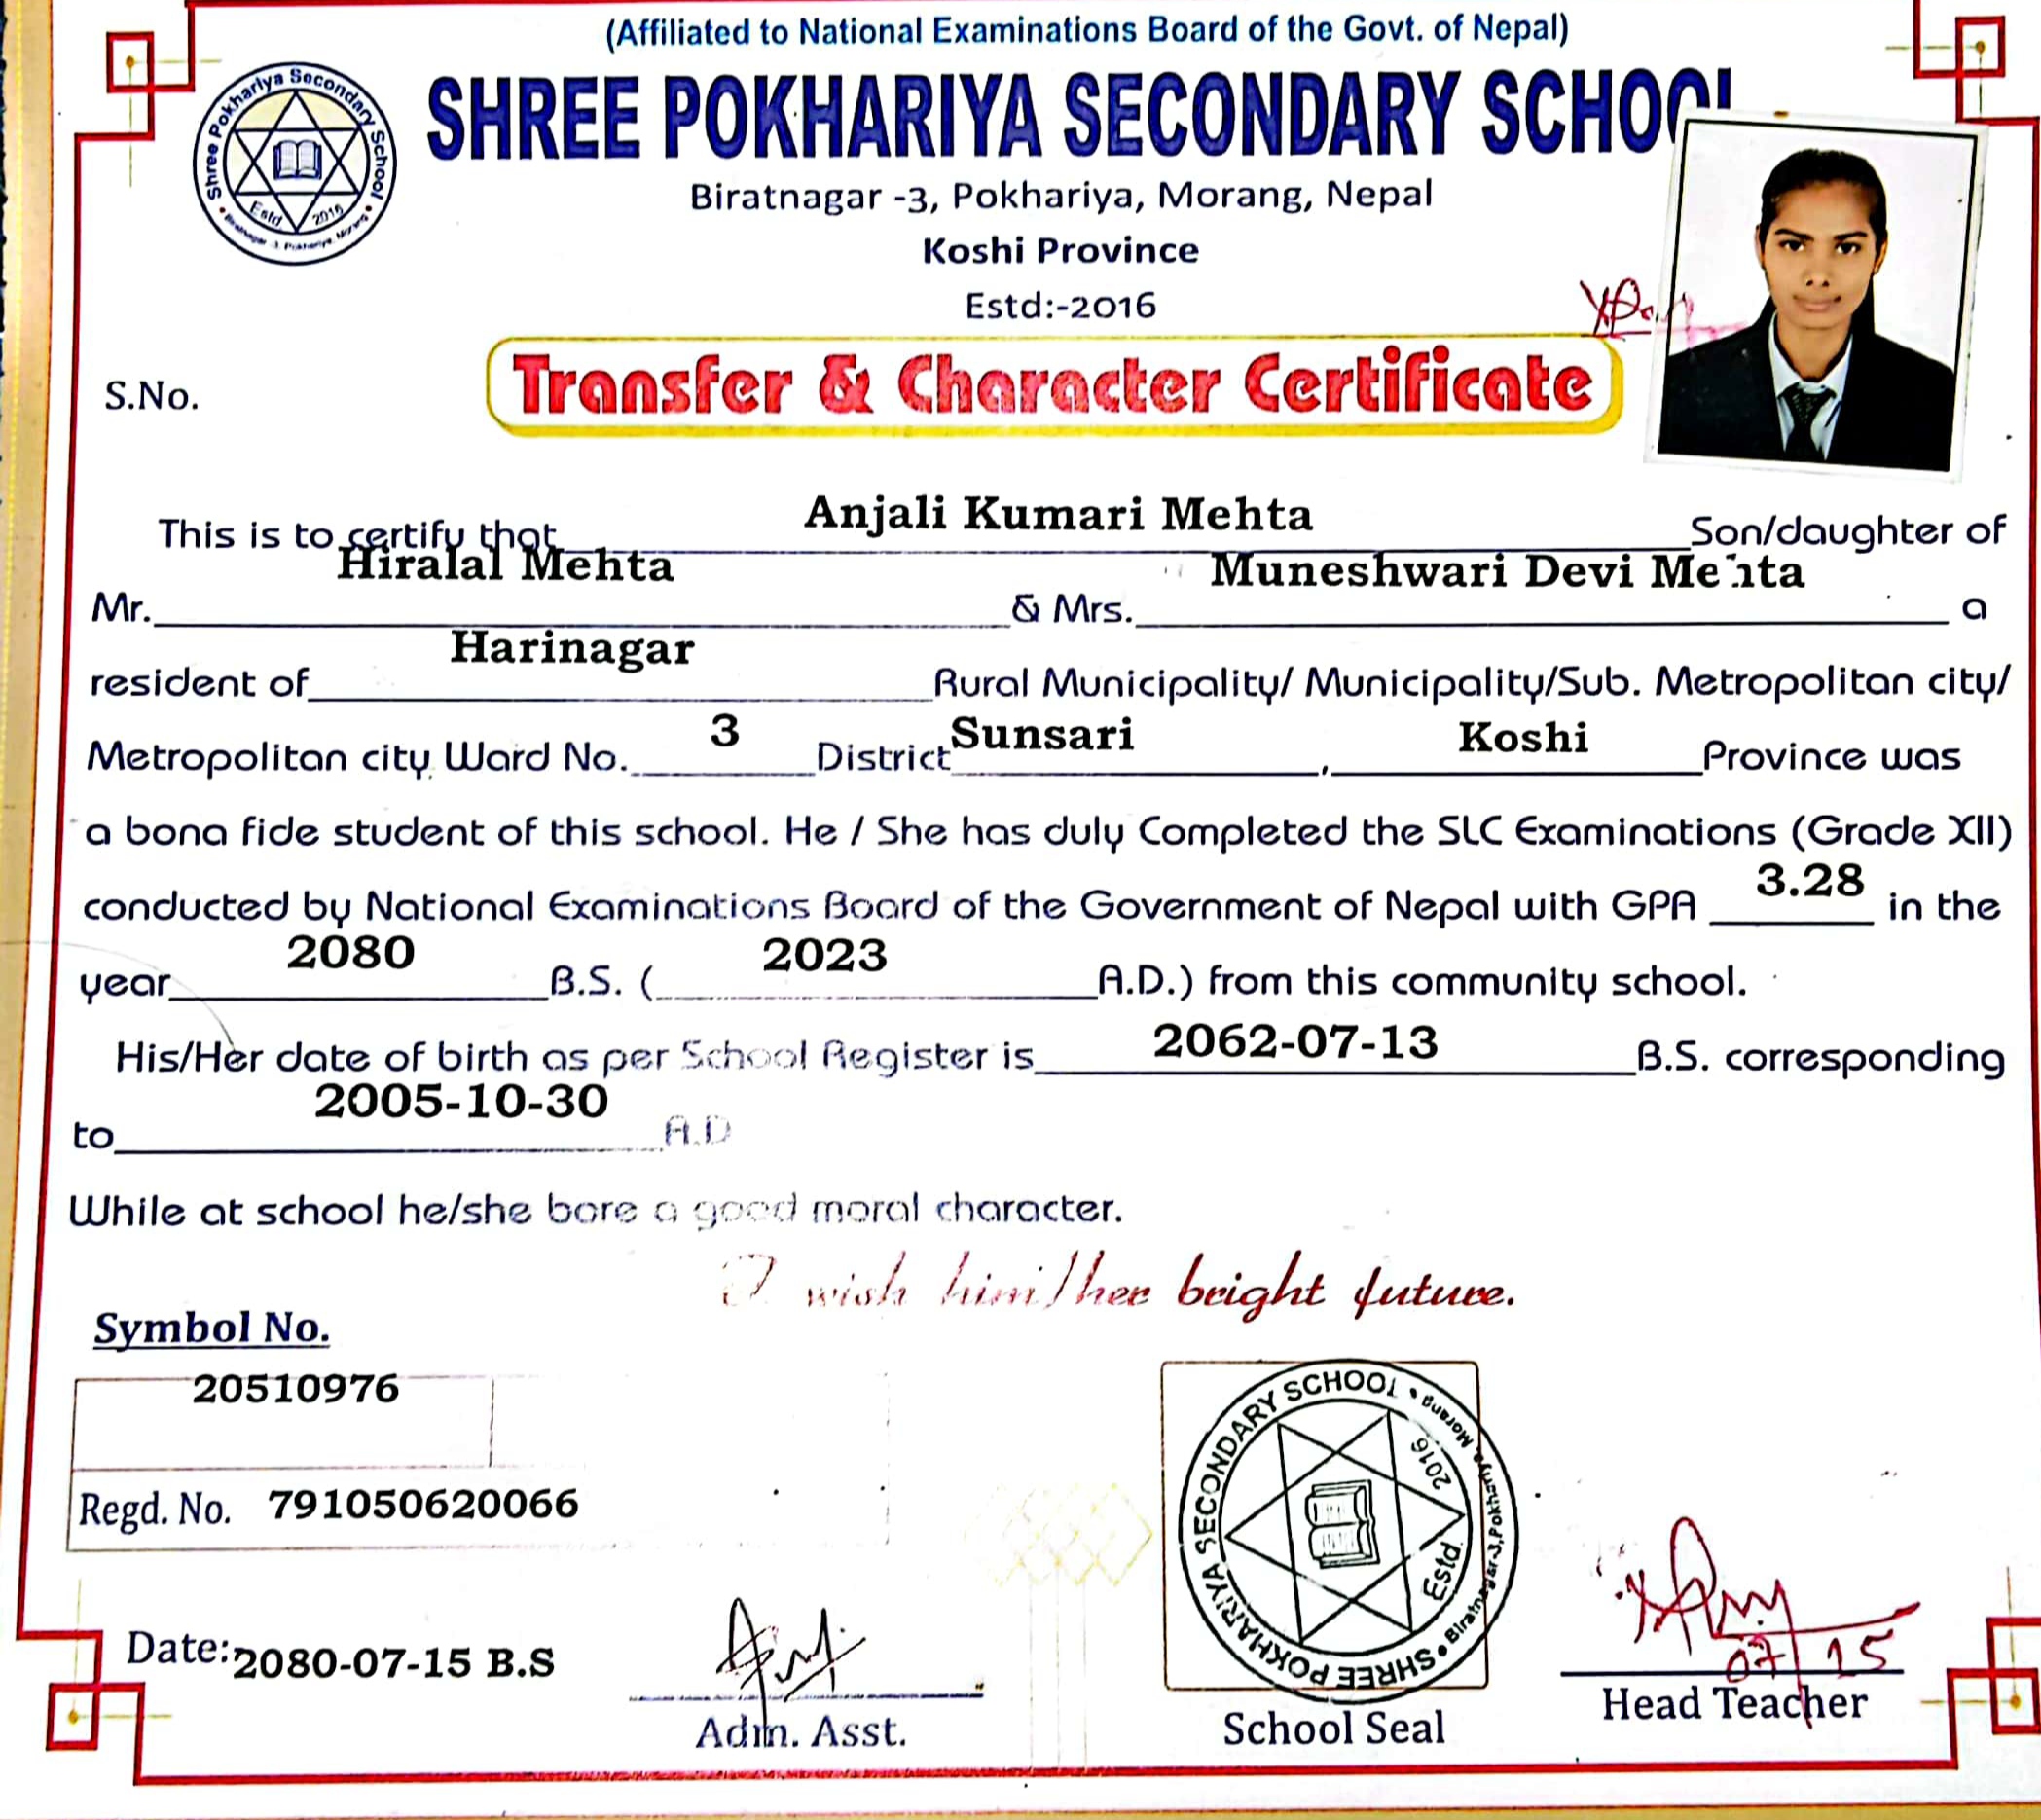 (Affiliated to National Examinations Board of the Govt. of Nepal)
SHREE POKHARIYA SECONDARY SCHOOL
Shree Pokhariya Secondary School
Estd 2016
Biratnagar -3, Pokhariya, Morang
Biratnagar -3, Pokhariya, Morang, Nepal
Koshi Province
Estd:-2016
S.No.
Transfer & Character Certificate
This is to certify that Anjali Kumari Mehta Son/daughter of
Mr. Hiralal Mehta & Mrs. Muneshwari Devi Mehta a
resident of Harinagar Rural Municipality/ Municipality/Sub. Metropolitan city/
Metropolitan city Ward No. 3 District Sunsari, Koshi Province was
a bona fide student of this school. He / She has duly Completed the SLC Examinations (Grade XII)
conducted by National Examinations Board of the Government of Nepal with GPA 3.28 in the
year 2080 B.S. ( 2023 A.D.) from this community school.
His/Her date of birth as per School Register is 2062-07-13 B.S. corresponding
to 2005-10-30 A.D
While at school he/she bore a good moral character.
I wish him/her bright future.
Symbol No.
20510976
Regd. No. 791050620066
Date: 2080-07-15 B.S
Adm. Asst.
SHREE POKHARIYA SECONDARY SCHOOL
Biratnagar-3, Pokhariya, Morang
Estd. 2016
School Seal
07/15
Head Teacher